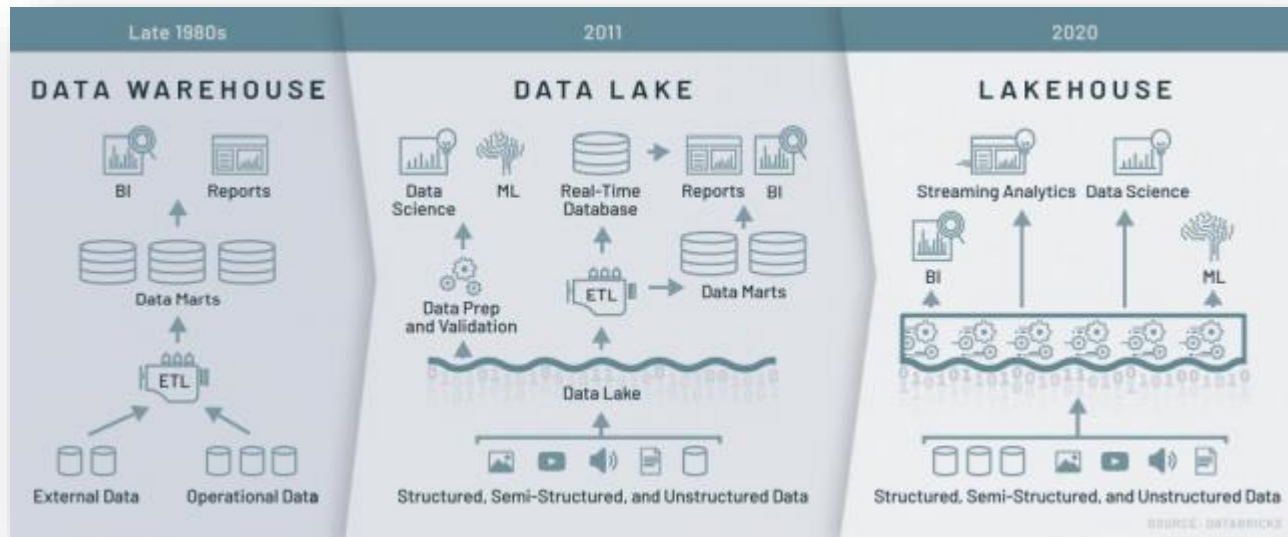 Late 1980s
DATA WAREHOUSE
BI
Reports
Data Marts
ETL
External Data
Operational Data
2011
DATA LAKE
Data
Science
ML
Real-Time
Database
Reports
BI
Data Prep
and Validation
ETL
Data Marts
Data Lake
Structured, Semi-Structured, and Unstructured Data
2020
LAKEHOUSE
Streaming Analytics
Data Science
BI
ML
Structured, Semi-Structured, and Unstructured Data
SOURCE: DATABRICKS